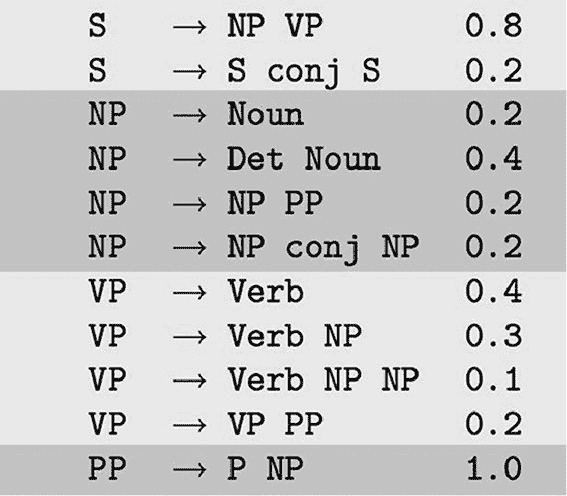 S → NP VP 0.8
S → S conj S 0.2
NP → Noun 0.2
NP → Det Noun 0.4
NP → NP PP 0.2
NP → NP conj NP 0.2
VP → Verb 0.4
VP → Verb NP 0.3
VP → Verb NP NP 0.1
VP → VP PP 0.2
PP → P NP 1.0